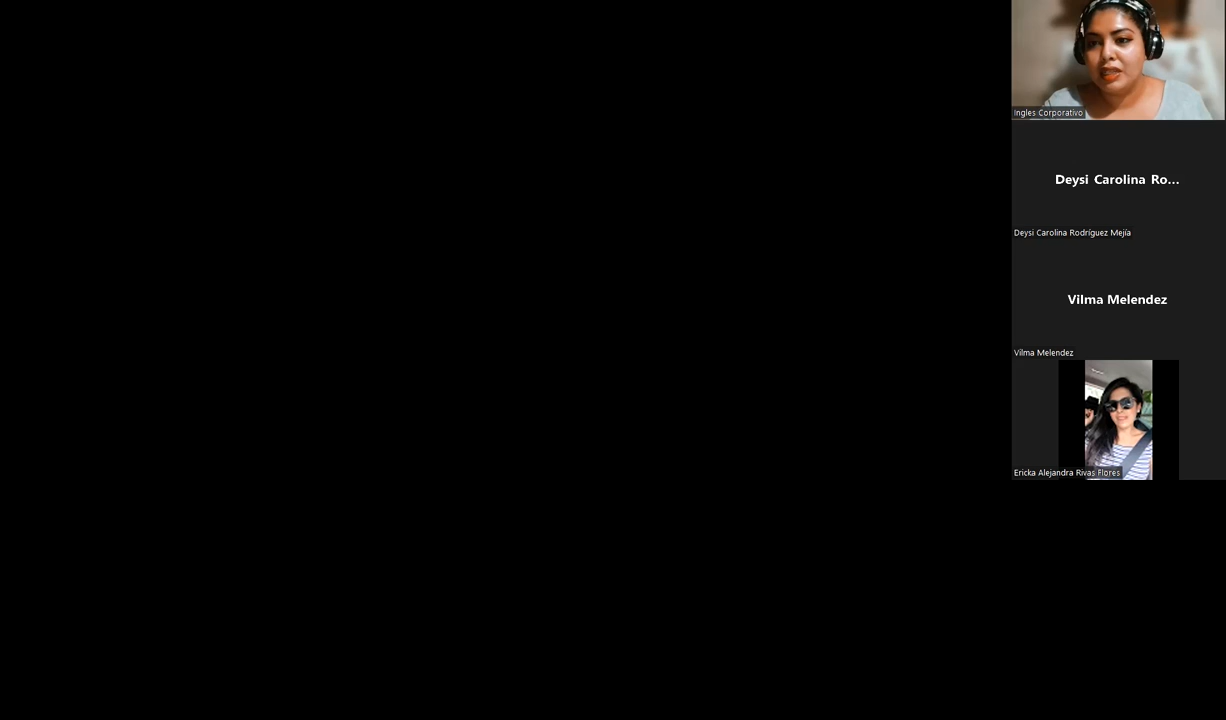 Ingles Corporativo
Deysi Carolina Ro...
Deysi Carolina Rodríguez Mejía
Vilma Melendez
Vilma Melendez
Ericka Alejandra Rivas Flores